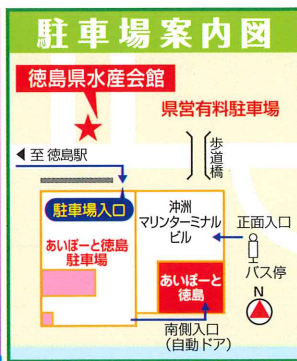 駐車場案内図
徳島県水産会館
県営有料駐車場
◀至徳島駅
歩道橋
駐車場入口
沖洲
マリンターミナル
ビル
正面入口
あいぽーと徳島
駐車場
あいぽーと
徳島
バス停
N
南側入口
(自動ドア)